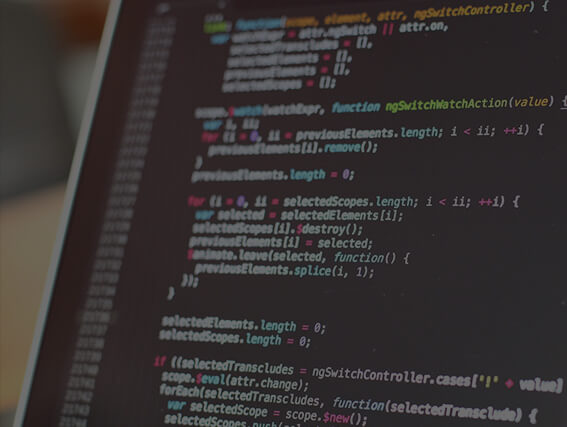 link: function(scope, element, attr, ngSwitchController) {
var watchExpr = attr.ngSwitch || attr.on,
selectedTranscludes = [],
selectedElements = [],
previousElements = [],
selectedScopes = [];
scope.$watch(watchExpr, function ngSwitchWatchAction(value) {
var i, ii;
for (i = 0, ii = previousElements.length; i < ii; ++i) {
previousElements[i].remove();
}
previousElements.length = 0;
for (i = 0, ii = selectedScopes.length; i < ii; ++i) {
var selected = selectedElements[i];
selectedScopes[i].$destroy();
previousElements[i] = selected;
$animate.leave(selected, function() {
previousElements.splice(i, 1);
});
}
selectedElements.length = 0;
selectedScopes.length = 0;
if ((selectedTranscludes = ngSwitchController.cases['!' + value]
scope.$eval(attr.change);
forEach(selectedTranscludes, function(selectedTransclude) {
var selectedScope = scope.$new();
selectedScopes.push(